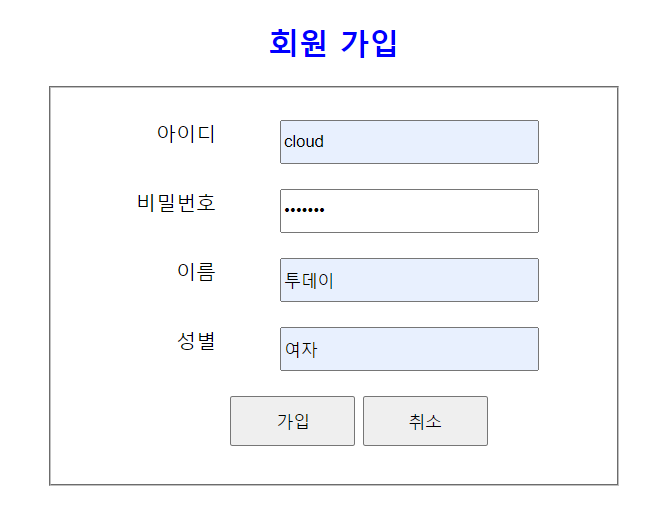 회원 가입
아이디 cloud
비밀번호 •••••••
이름 투데이
성별 여자
가입 취소